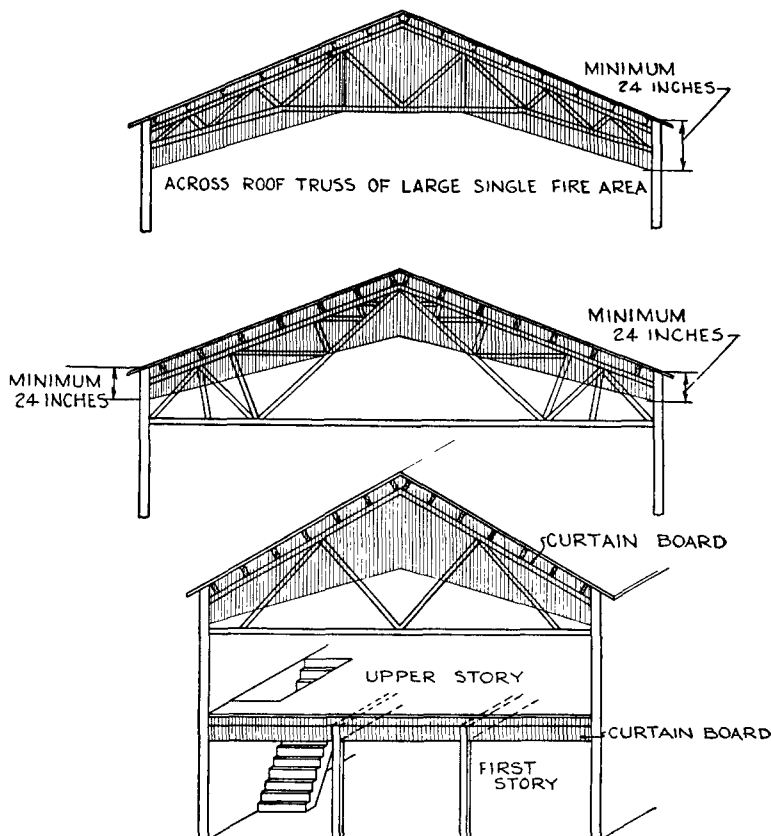 MINIMUM
24 INCHES
ACROSS ROOF TRUSS OF LARGE SINGLE FIRE AREA
MINIMUM
24 INCHES
MINIMUM
24 INCHES
CURTAIN BOARD
UPPER STORY
CURTAIN BOARD
FIRST
STORY